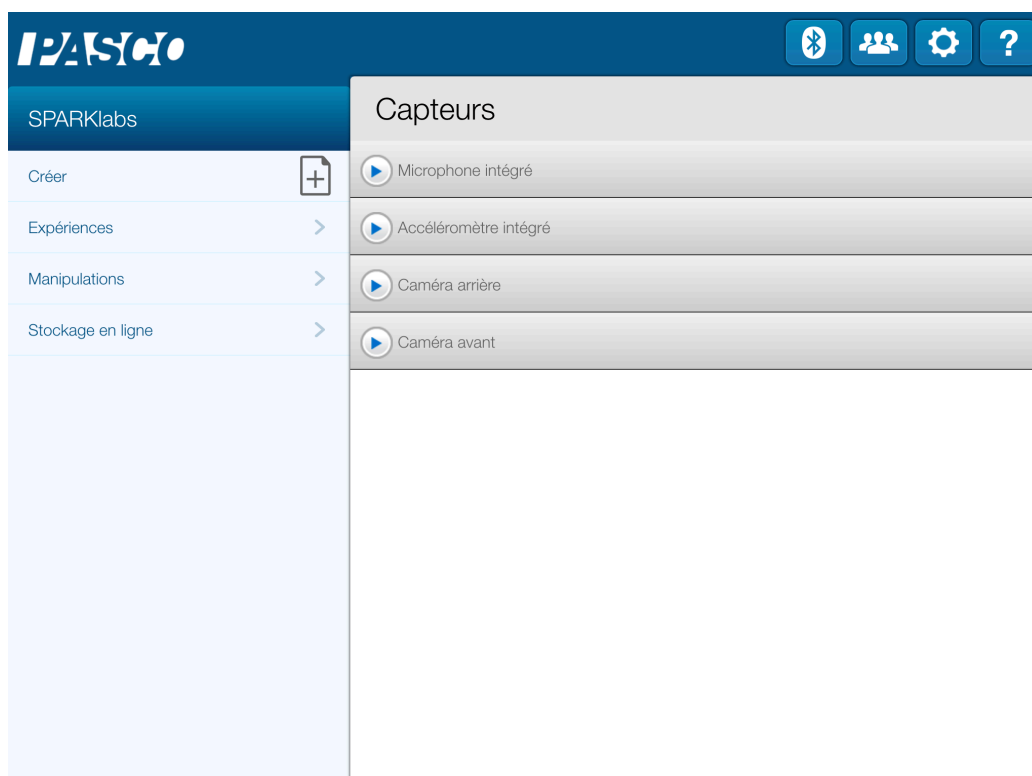 PASCO
?
SPARKlabs
Créer
Expériences
Manipulations
Stockage en ligne
Capteurs
Microphone intégré
Accéléromètre intégré
Caméra arrière
Caméra avant